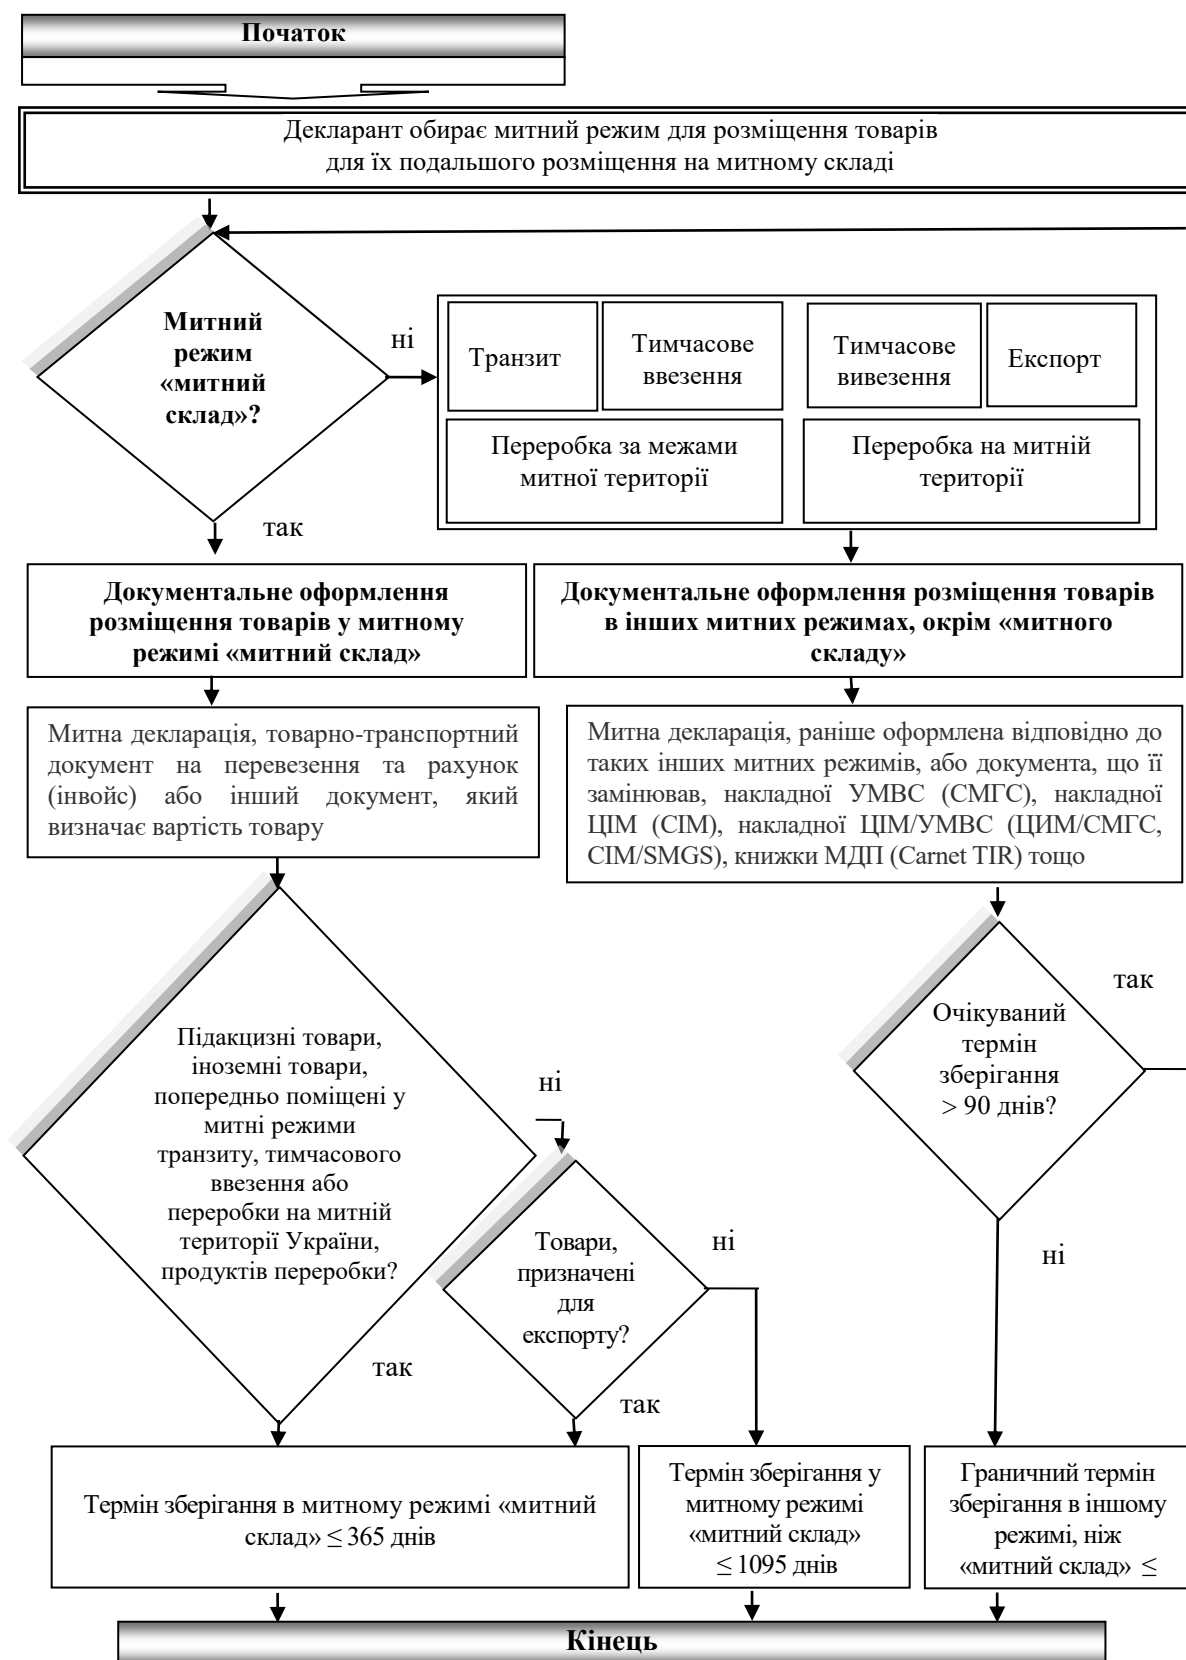 Початок
Декларант обирає митний режим для розміщення товарів
для їх подальшого розміщення на митному складі
Митний
режим
«митний
склад»?
ні
Транзит
Тимчасове
ввезення
Тимчасове
вивезення
Експорт
Переробка за межами
митної території
Переробка на митній
території
так
Документальне оформлення
розміщення товарів у митному
режимі «митний склад»
Документальне оформлення розміщення товарів
в інших митних режимах, окрім «митного
складу»
Митна декларація, товарно-транспортний
документ на перевезення та рахунок
(інвойс) або інший документ, який
визначає вартість товару
Митна декларація, раніше оформлена відповідно до
таких інших митних режимів, або документа, що її
замінював, накладної УМВС (СМГС), накладної
ЦІМ (СІМ), накладної ЦІМ/УМВС (ЦИМ/СМГС,
CIM/SMGS), книжки МДП (Carnet TIR) тощо
Підакцизні товари,
іноземні товари,
попередньо поміщені у
митні режими
транзиту, тимчасового
ввезення або
переробки на митній
території України,
продуктів переробки?
ні
так
Товари,
призначені
для
експорту?
ні
так
Очікуваний
термін
зберігання
> 90 днів?
так
ні
Термін зберігання в митному режимі «митний
склад» ≤ 365 днів
Термін зберігання у
митному режимі
«митний склад»
≤ 1095 днів
Граничний термін
зберігання в іншому
режимі, ніж
«митний склад» ≤
Кінець